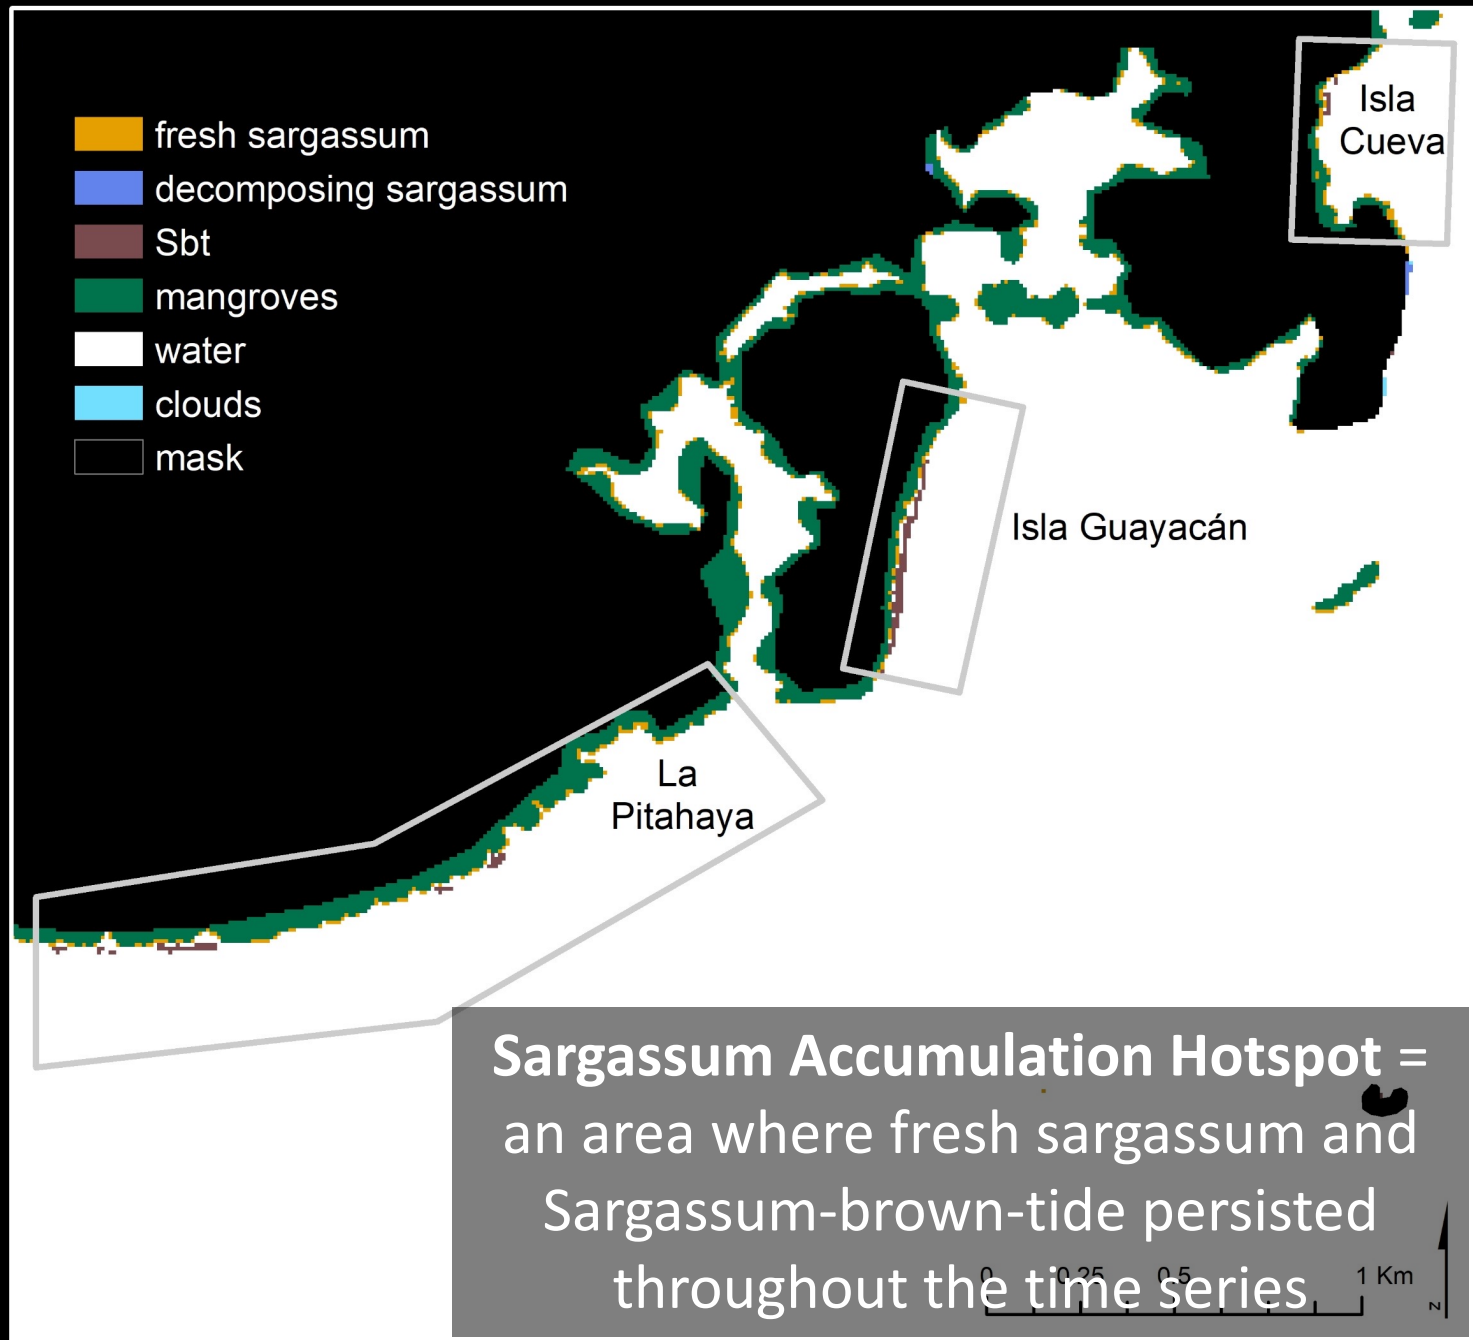 fresh sargassum
decomposing sargassum
Sbt
mangroves
water
clouds
mask
Isla
Cueva
Isla Guayacán
La
Pitahaya
Sargassum Accumulation Hotspot =
an area where fresh sargassum and
Sargassum-brown-tide persisted
throughout the time series
0 0.25 0.5 1 Km
N